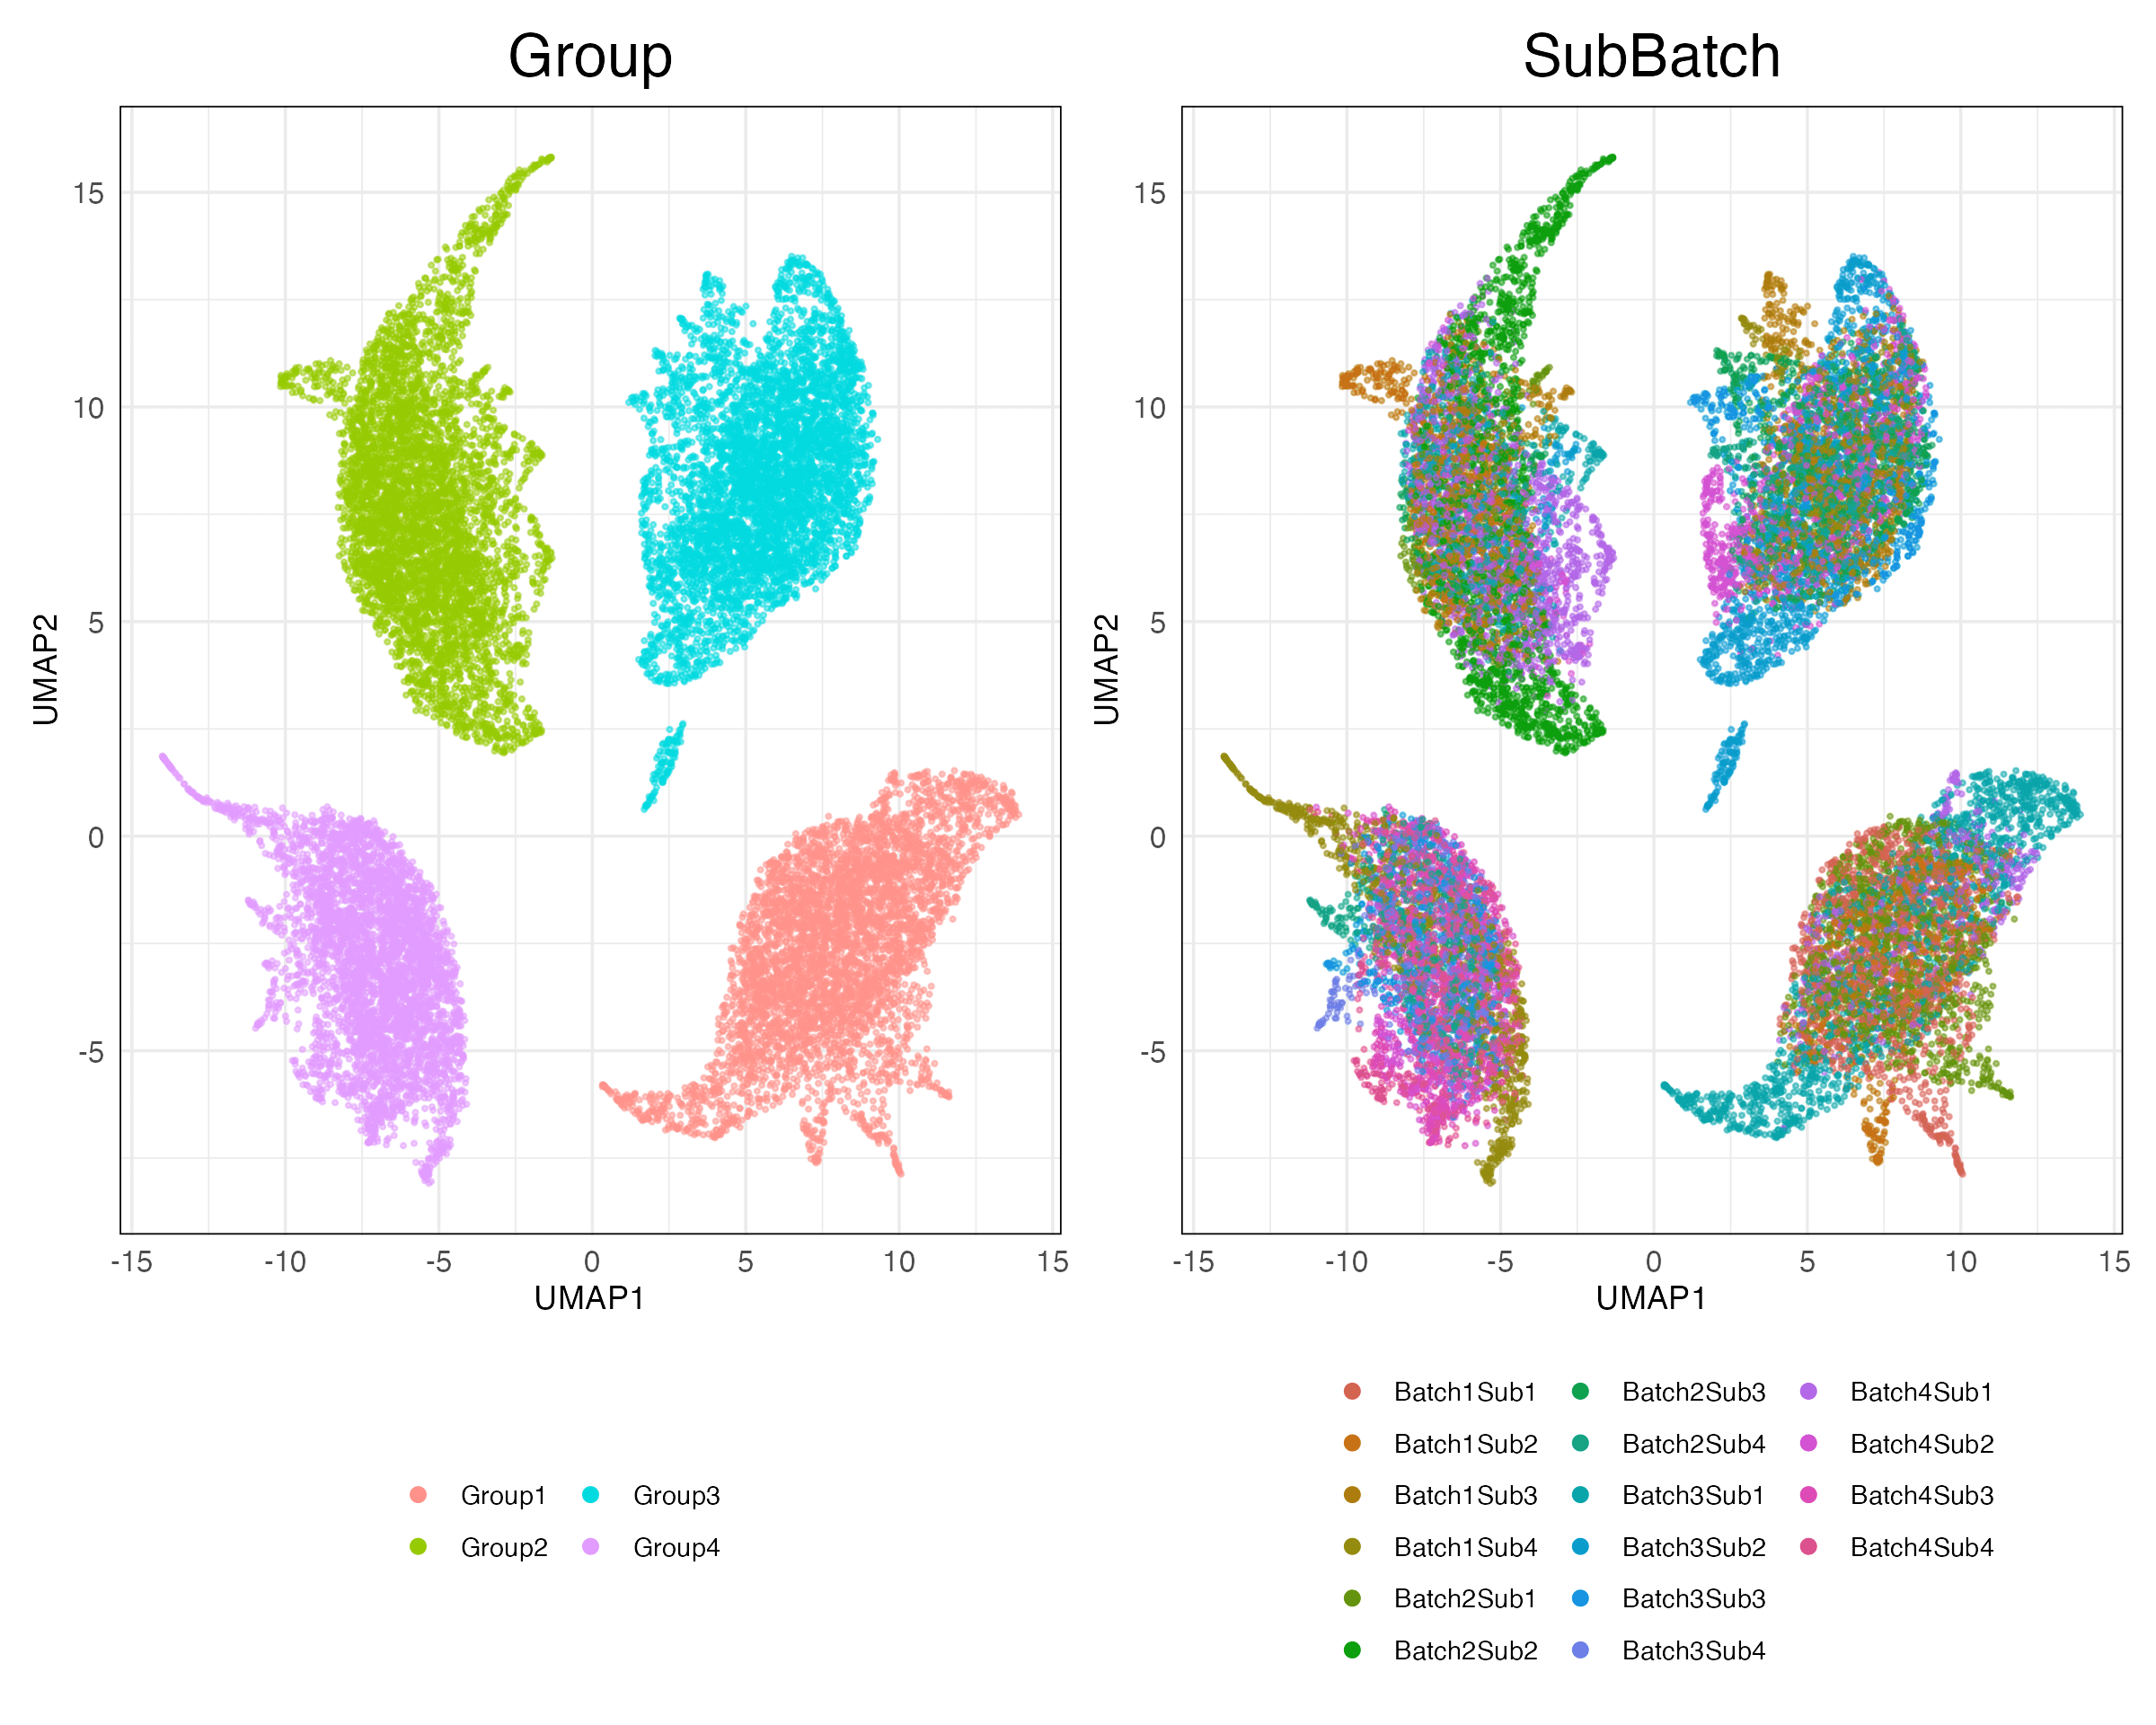 Group
SubBatch
15
10
5
0
-5
UMAP2
-15 -10 -5 0 5 10 15
UMAP1
15
10
5
0
-5
UMAP2
-15 -10 -5 0 5 10 15
UMAP1
Group1 Group3
Group2 Group4
Batch1Sub1 Batch2Sub3 Batch4Sub1
Batch1Sub2 Batch2Sub4 Batch4Sub2
Batch1Sub3 Batch3Sub1 Batch4Sub3
Batch1Sub4 Batch3Sub2 Batch4Sub4
Batch2Sub1 Batch3Sub3
Batch2Sub2 Batch3Sub4